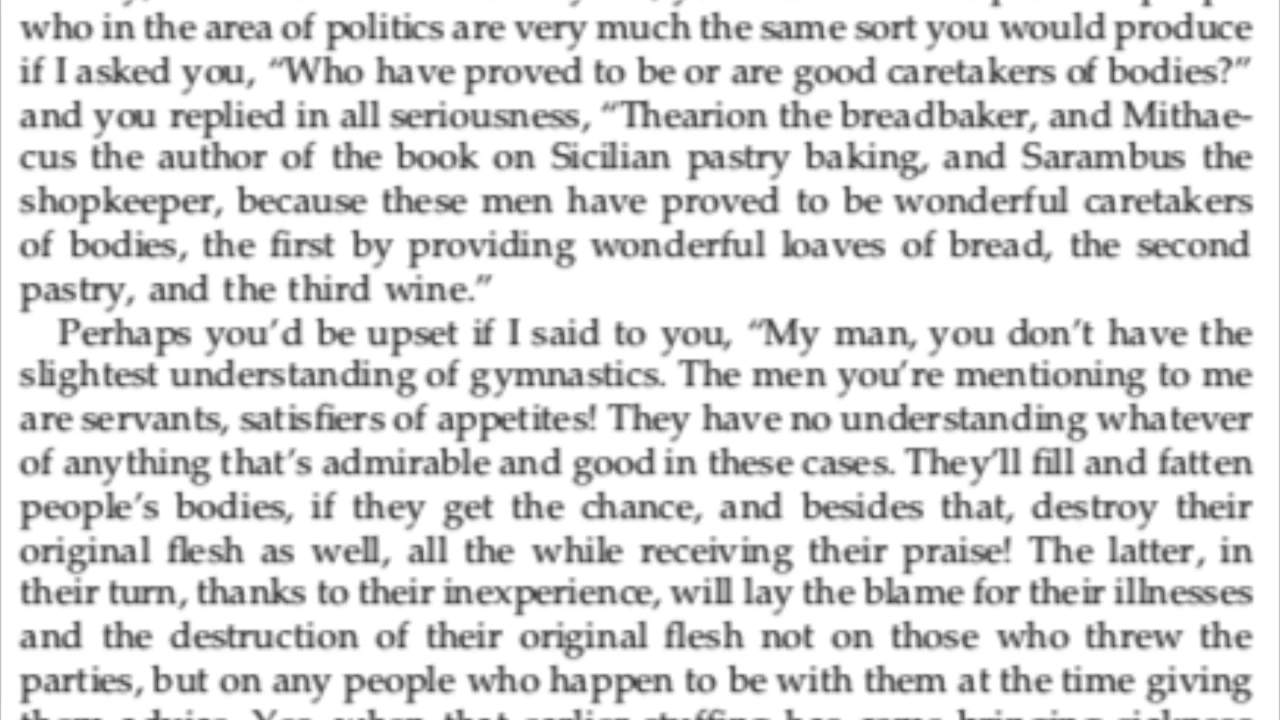 who in the area of politics are very much the same sort you would produce
if I asked you, “Who have proved to be or are good caretakers of bodies?”
and you replied in all seriousness, “Thearion the breadbaker, and Mithae-
cus the author of the book on Sicilian pastry baking, and Sarambus the
shopkeeper, because these men have proved to be wonderful caretakers
of bodies, the first by providing wonderful loaves of bread, the second
pastry, and the third wine.”
Perhaps you’d be upset if I said to you, “My man, you don’t have the
slightest understanding of gymnastics. The men you’re mentioning to me
are servants, satisfiers of appetites! They have no understanding whatever
of anything that’s admirable and good in these cases. They’ll fill and fatten
people’s bodies, if they get the chance, and besides that, destroy their
original flesh as well, all the while receiving their praise! The latter, in
their turn, thanks to their inexperience, will lay the blame for their illnesses
and the destruction of their original flesh not on those who threw the
parties, but on any people who happen to be with them at the time giving